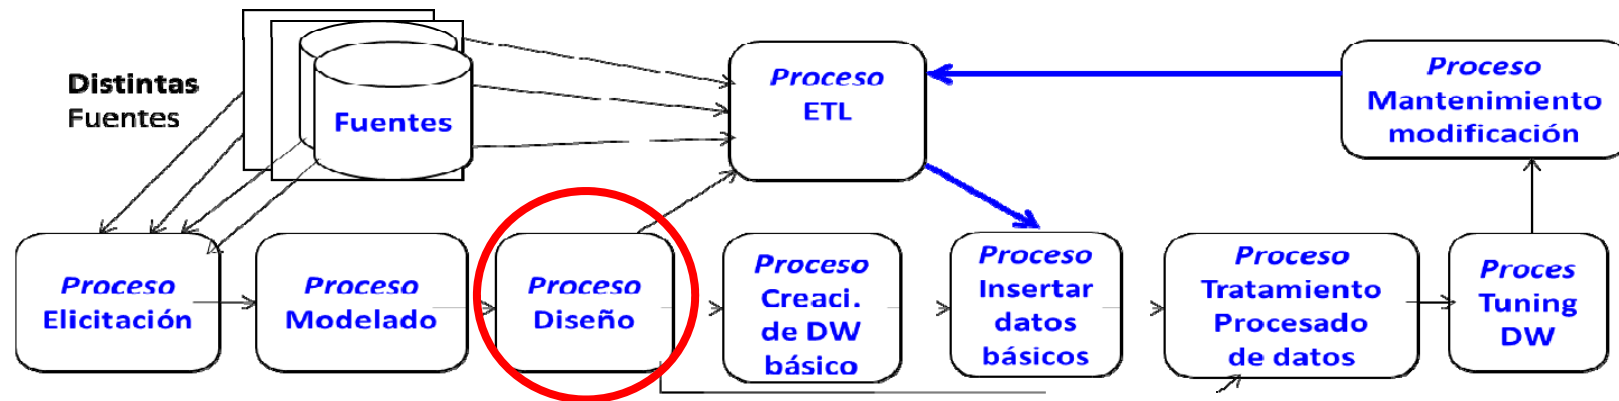 Distintas
Fuentes
Fuentes
Proceso
ETL
Proceso
Mantenimiento
modificación
Proceso
Elicitación
Proceso
Modelado
Proceso
Diseño
Proceso
Creaci.
de DW
básico
Proceso
Insertar
datos
básicos
Proceso
Tratamiento
Procesado
de datos
Proces
Tuning
DW